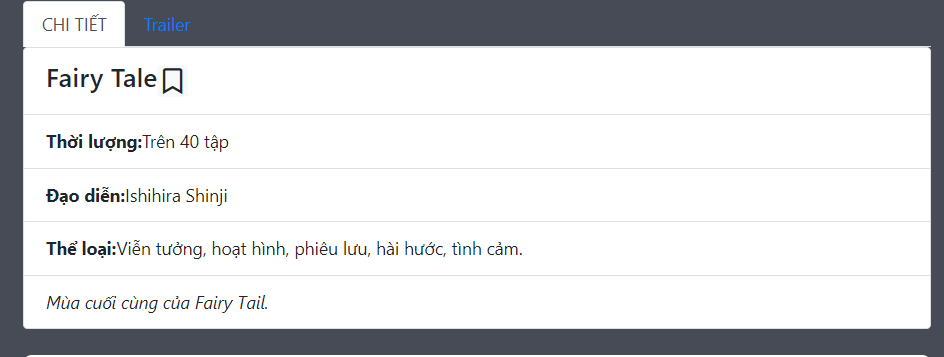 CHI TIẾT Trailer
Fairy Tale
Thời lượng:Trên 40 tập
Đạo diễn:Ishihira Shinji
Thể loại:Viễn tưởng, hoạt hình, phiêu lưu, hài hước, tình cảm.
Mùa cuối cùng của Fairy Tail.